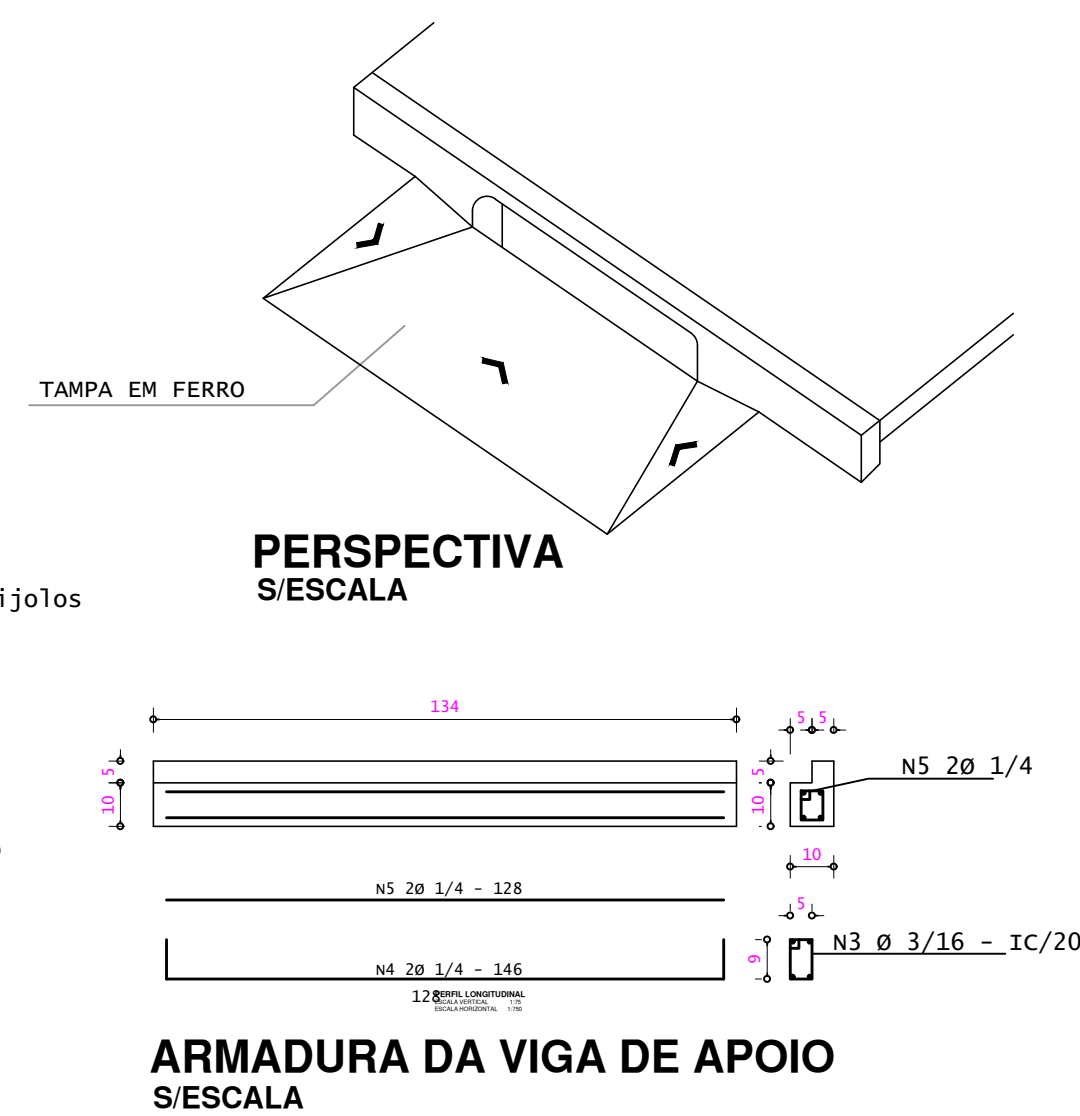 TAMPA EM FERRO
PERSPECTIVA
S/ESCALA
ijolos
134
5 5
5
10
5
10
N5 2Ø 1/4
10
N5 2Ø 1/4 - 128
5
9
N3 Ø 3/16 - IC/20
N4 2Ø 1/4 - 146
128
PERFIL LONGITUDINAL
ESCALA VERTICAL 1:75
ESCALA HORIZONTAL 1:750
ARMADURA DA VIGA DE APOIO
S/ESCALA